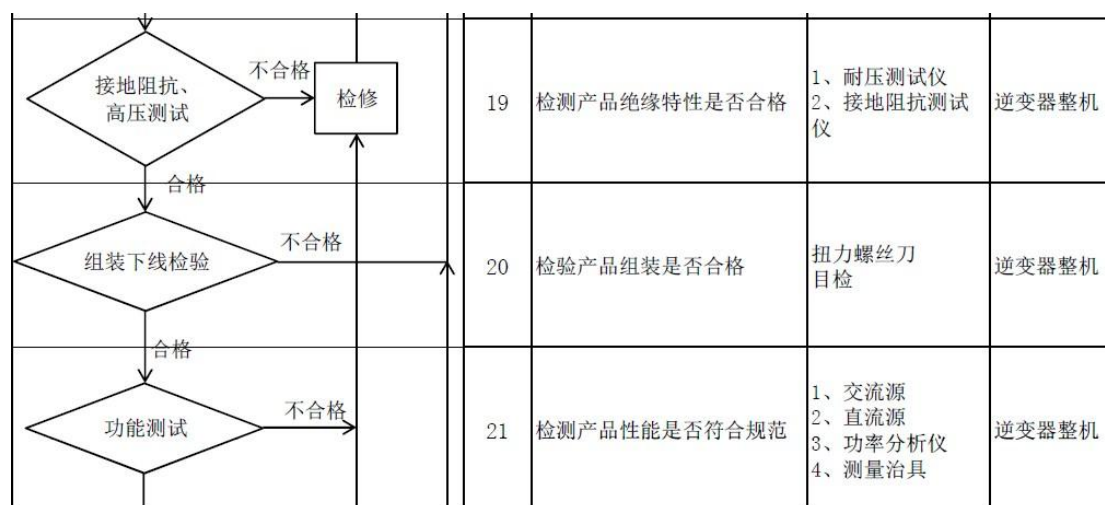 接地阻抗、
高压测试
不合格
检修
19
检测产品绝缘特性是否合格
1、耐压测试仪
2、接地阻抗测试
仪
逆变器整机
合格
组装下线检验
不合格
20
检验产品组装是否合格
扭力螺丝刀
目检
逆变器整机
合格
功能测试
不合格
21
检测产品性能是否符合规范
1、交流源
2、直流源
3、功率分析仪
4、测量治具
逆变器整机